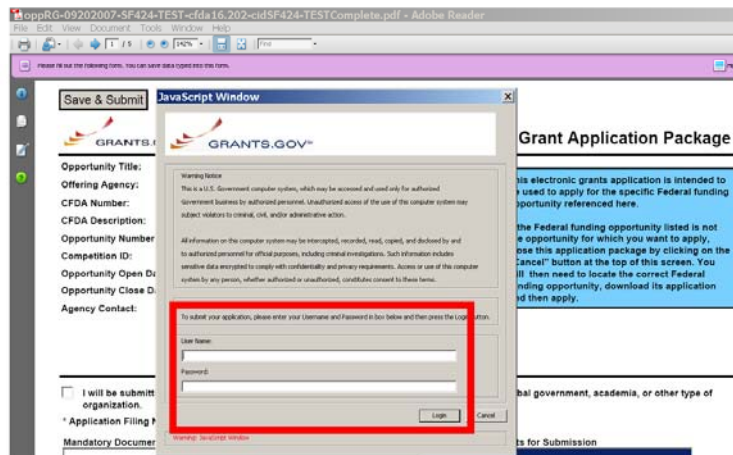 oppRG-09202007-SF424-TEST-cfda16.202-cidSF424-TESTComplete.pdf - Adobe Reader
File Edit View Document Tools Window Help
1 / 5 142% Find
Please fill out the following form. You can save data typed into this form.
Save & Submit
JavaScript Window
GRANTS.GOV℠
Grant Application Package
Opportunity Title:
Offering Agency:
CFDA Number:
CFDA Description:
Opportunity Number
Competition ID:
Opportunity Open Da
Opportunity Close D
Agency Contact:
Warning Notice
This is a U.S. Government computer system, which may be accessed and used only for authorized
Government business by authorized personnel. Unauthorized access of the use of this computer system may
subject violators to criminal, civil, and/or administrative action.
All information on this computer system may be intercepted, recorded, read, copied, and disclosed by and
to authorized personnel for official purposes, including criminal investigations. Such information includes
sensitive data encrypted to comply with confidentiality and privacy requirements. Access or use of this computer
system by any person, whether authorized or unauthorized, constitutes consent to these terms.
To submit your application, please enter your Username and Password in box below and then press the Login button.
User Name:
Password:
Login Cancel
Warning: JavaScript Window
his electronic grants application is intended to
used to apply for the specific Federal funding
pportunity referenced here.
the Federal funding opportunity listed is not
e opportunity for which you want to apply,
ose this application package by clicking on the
Cancel" button at the top of this screen. You
ill then need to locate the correct Federal
nding opportunity, download its application
nd then apply.
I will be submitt
organization.
bal government, academia, or other type of
* Application Filing N
Mandatory Documen
ts for Submission